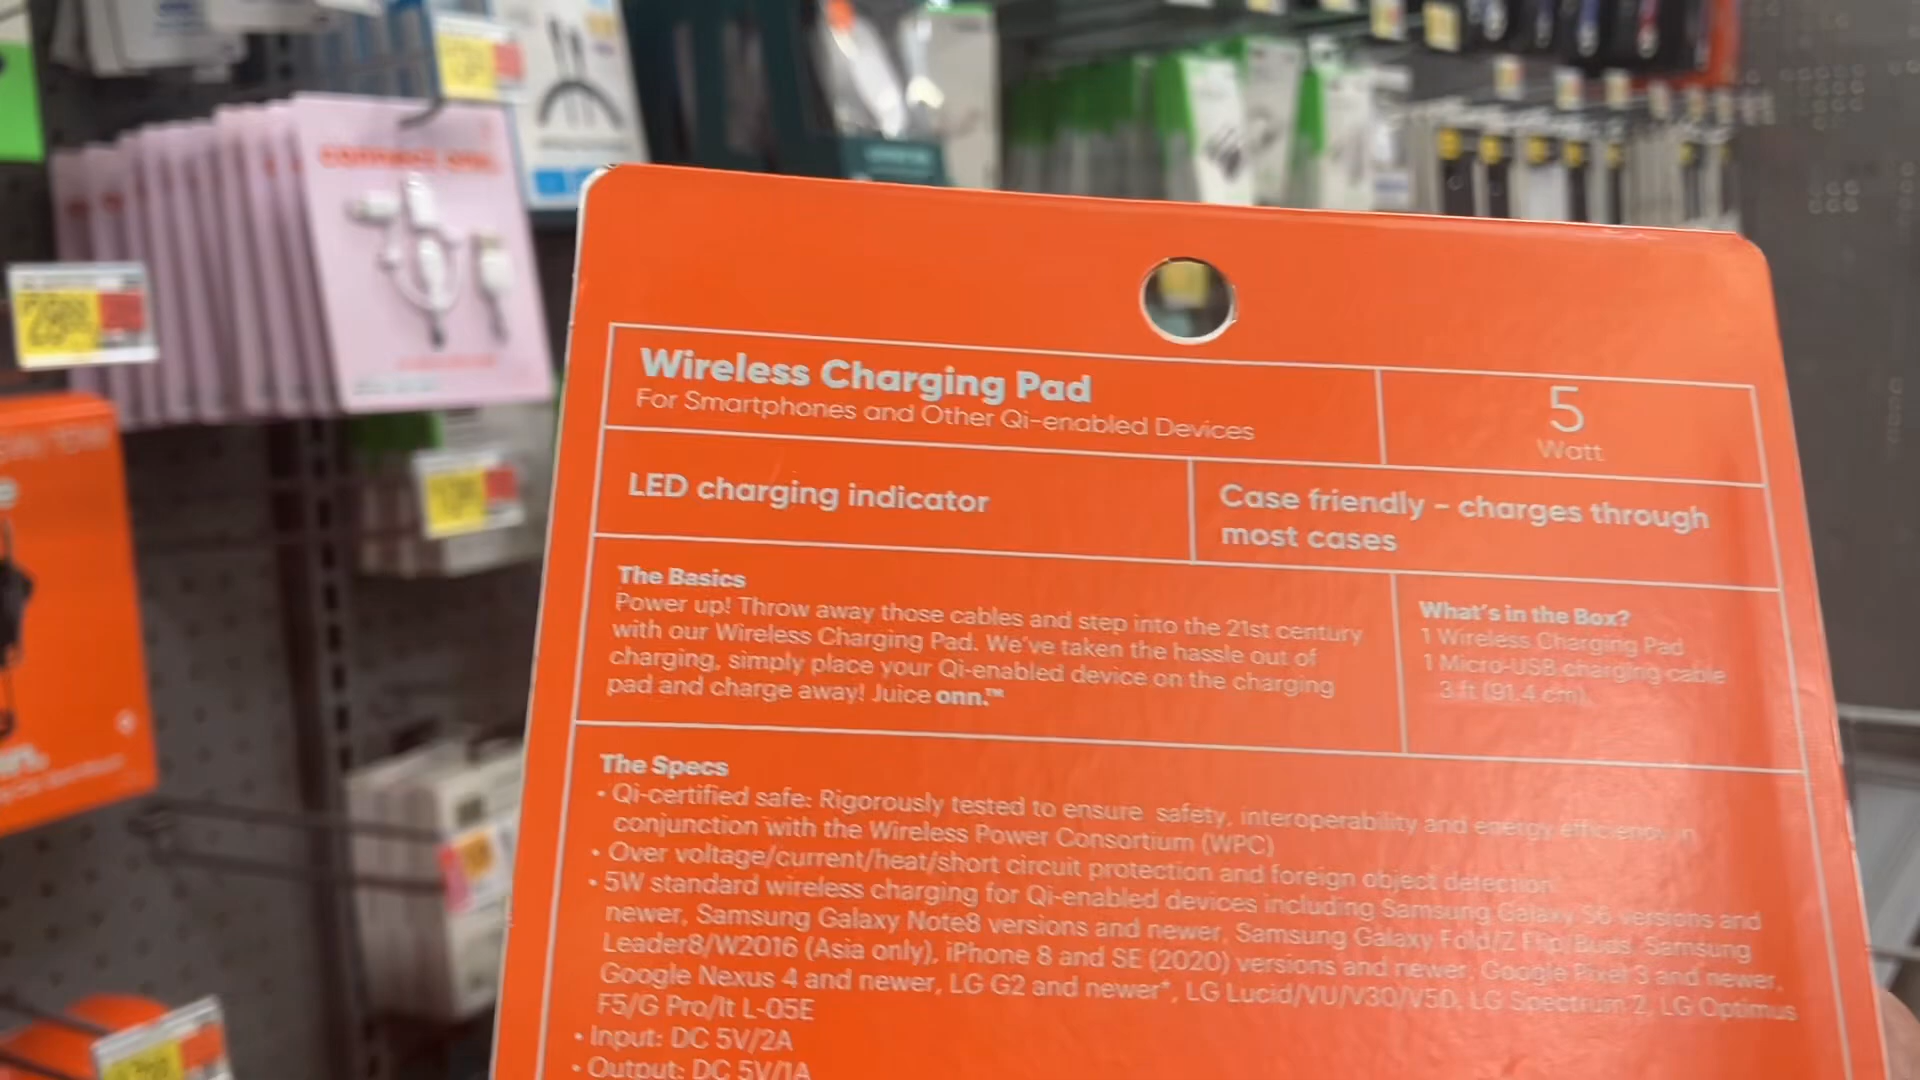 Wireless Charging Pad
For Smartphones and Other Qi-enabled Devices
5
Watt
LED charging indicator
Case friendly - charges through
most cases
The Basics
Power up! Throw away those cables and step into the 21st century
with our Wireless Charging Pad. We've taken the hassle out of
charging, simply place your Qi-enabled device on the charging
pad and charge away! Juice onn.™
What's in the Box?
1 Wireless Charging Pad
1 Micro-USB charging cable
3 ft (91.4 cm)
The Specs
• Qi-certified safe: Rigorously tested to ensure safety, interoperability and energy efficiency in
conjunction with the Wireless Power Consortium (WPC)
• Over voltage/current/heat/short circuit protection and foreign object detection
• 5W standard wireless charging for Qi-enabled devices including Samsung Galaxy S6 versions and
newer, Samsung Galaxy Note8 versions and newer, Samsung Galaxy Fold/Z Flip/Buds, Samsung
Leader8/W2016 (Asia only), iPhone 8 and SE (2020) versions and newer, Google Pixel 3 and newer,
Google Nexus 4 and newer, LG G2 and newer*, LG Lucid/VU/V30/V50, LG Spectrum 2, LG Optimus
F5/G Pro/It L-05E
• Input: DC 5V/2A
• Output: DC 5V/1A